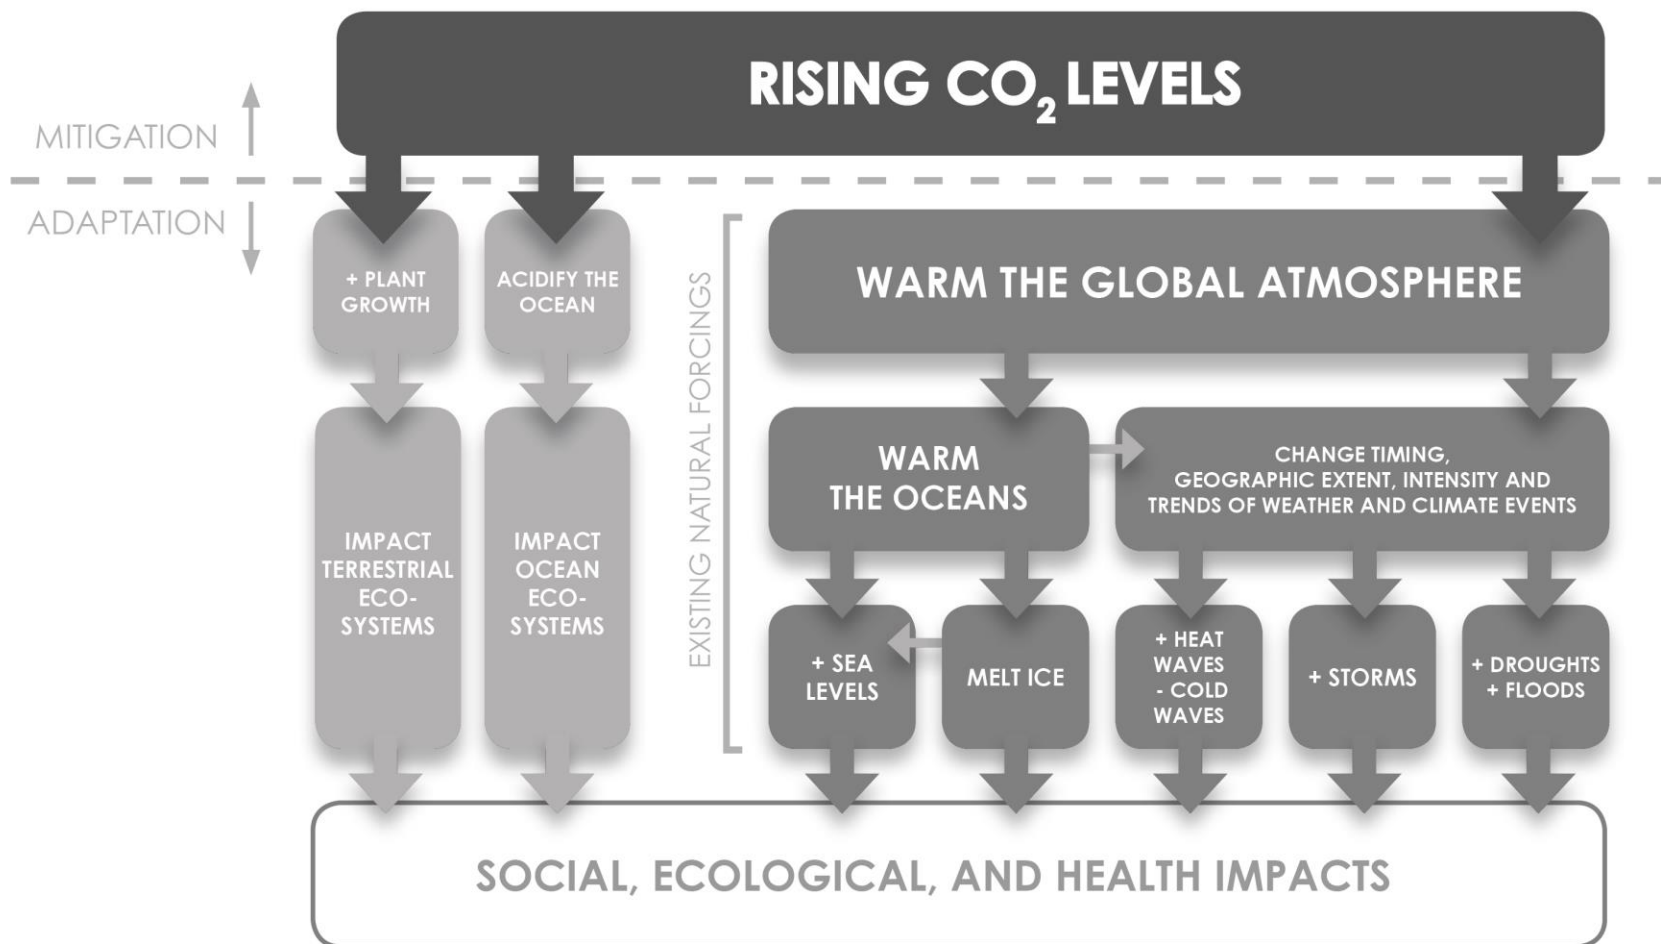 RISING CO₂ LEVELS
MITIGATION
ADAPTATION
+ PLANT
GROWTH
ACIDIFY THE
OCEAN
EXISTING NATURAL FORCINGS
WARM THE GLOBAL ATMOSPHERE
IMPACT
TERRESTRIAL
ECO-
SYSTEMS
IMPACT
OCEAN
ECO-
SYSTEMS
WARM
THE OCEANS
CHANGE TIMING,
GEOGRAPHIC EXTENT, INTENSITY AND
TRENDS OF WEATHER AND CLIMATE EVENTS
+ SEA
LEVELS
MELT ICE
+ HEAT
WAVES
- COLD
WAVES
+ STORMS
+ DROUGHTS
+ FLOODS
SOCIAL, ECOLOGICAL, AND HEALTH IMPACTS